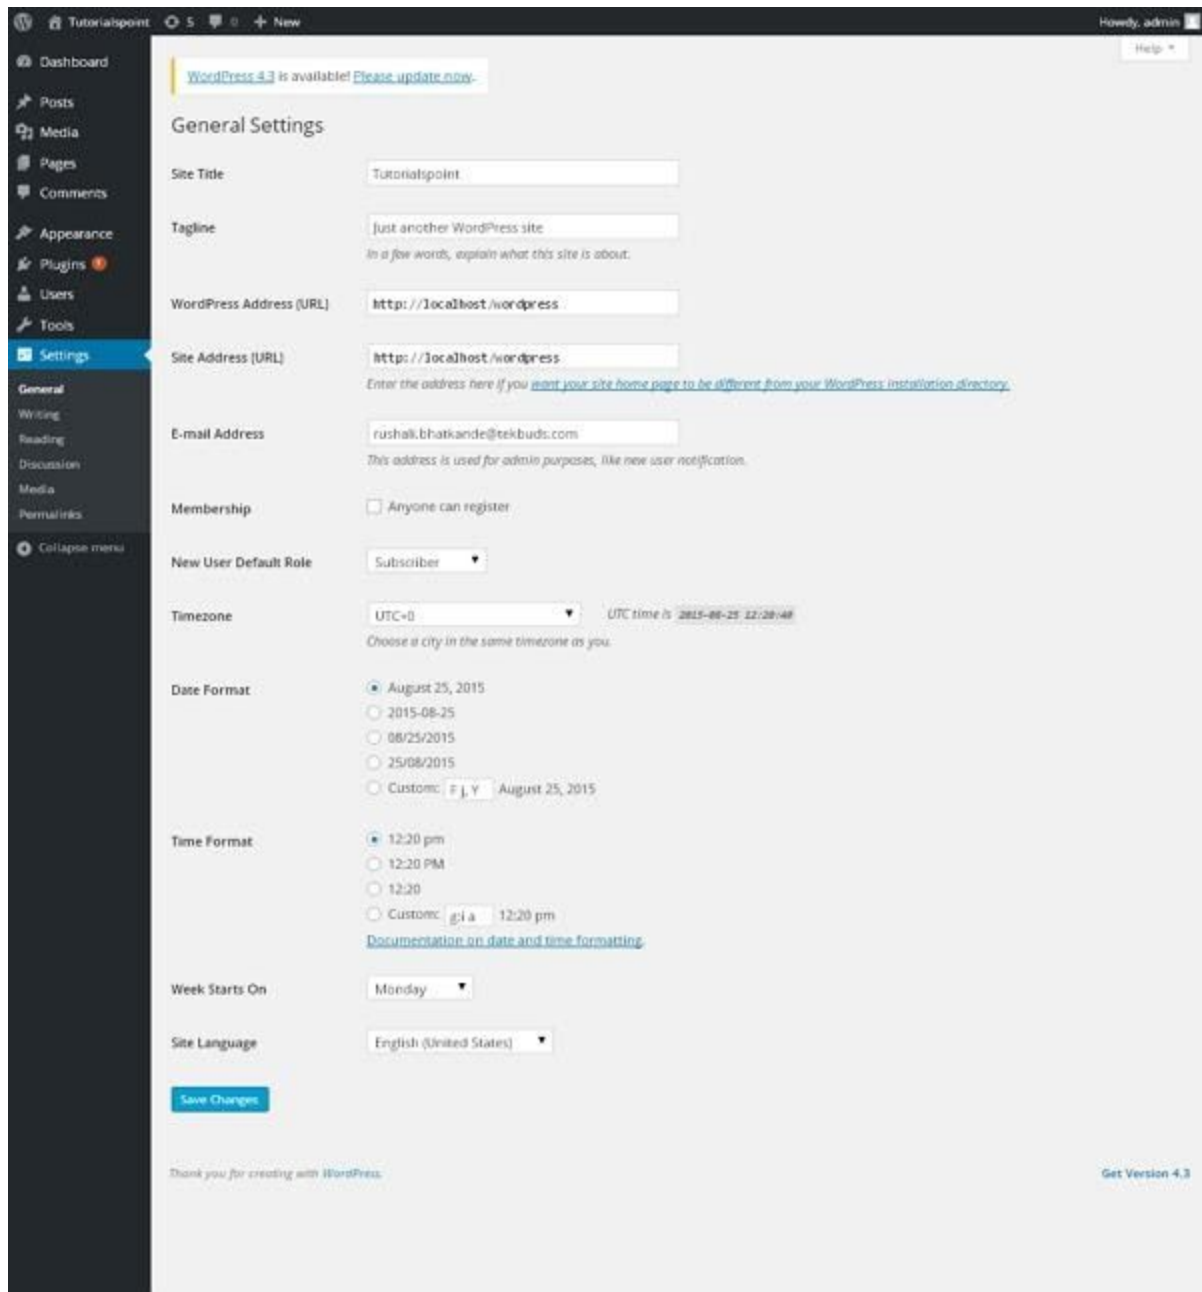 Tutorialspoint 5 0 + New Howdy, admin
Help
Dashboard
Posts
Media
Pages
Comments
Appearance
Plugins
Users
Tools
Settings
General
Writing
Reading
Discussion
Media
Permalinks
Collapse menu
WordPress 4.3 is available! Please update now.
General Settings
Site Title Tutorialspoint
Tagline Just another WordPress site
In a few words, explain what this site is about.
WordPress Address (URL) http://localhost/wordpress
Site Address (URL) http://localhost/wordpress
Enter the address here if you want your site home page to be different from your WordPress installation directory.
E-mail Address rushali.bhatkande@tekbuds.com
This address is used for admin purposes, like new user notification.
Membership Anyone can register
New User Default Role Subscriber
Timezone UTC+0 UTC time is 2015-08-25 12:20:40
Choose a city in the same timezone as you.
Date Format August 25, 2015
2015-08-25
08/25/2015
25/08/2015
Custom: F j, Y August 25, 2015
Time Format 12:20 pm
12:20 PM
12:20
Custom: g:i a 12:20 pm
Documentation on date and time formatting.
Week Starts On Monday
Site Language English (United States)
Save Changes
Thank you for creating with WordPress. Get Version 4.3